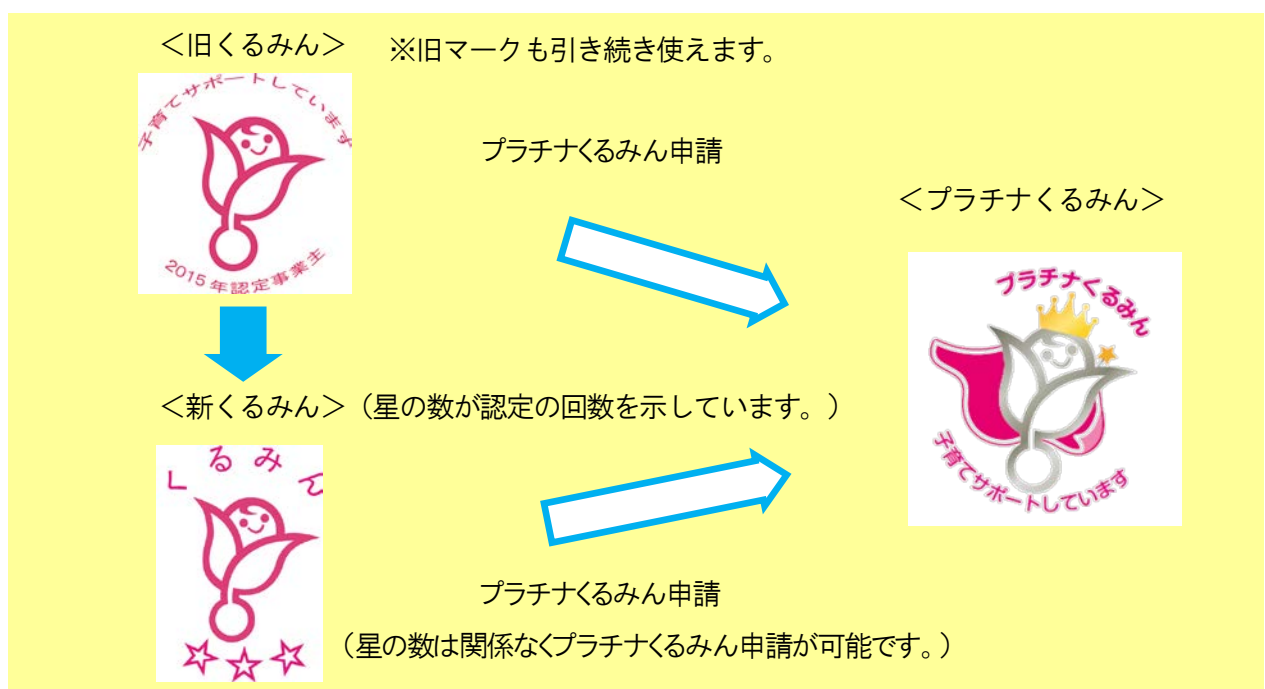 ＜旧くるみん＞
※旧マークも引き続き使えます。
子育てサポートしています
2015年認定事業主
プラチナくるみん申請
＜プラチナくるみん＞
プラチナくるみん
子育てサポートしています
＜新くるみん＞（星の数が認定の回数を示しています。）
くるみん
プラチナくるみん申請
（星の数は関係なくプラチナくるみん申請が可能です。）